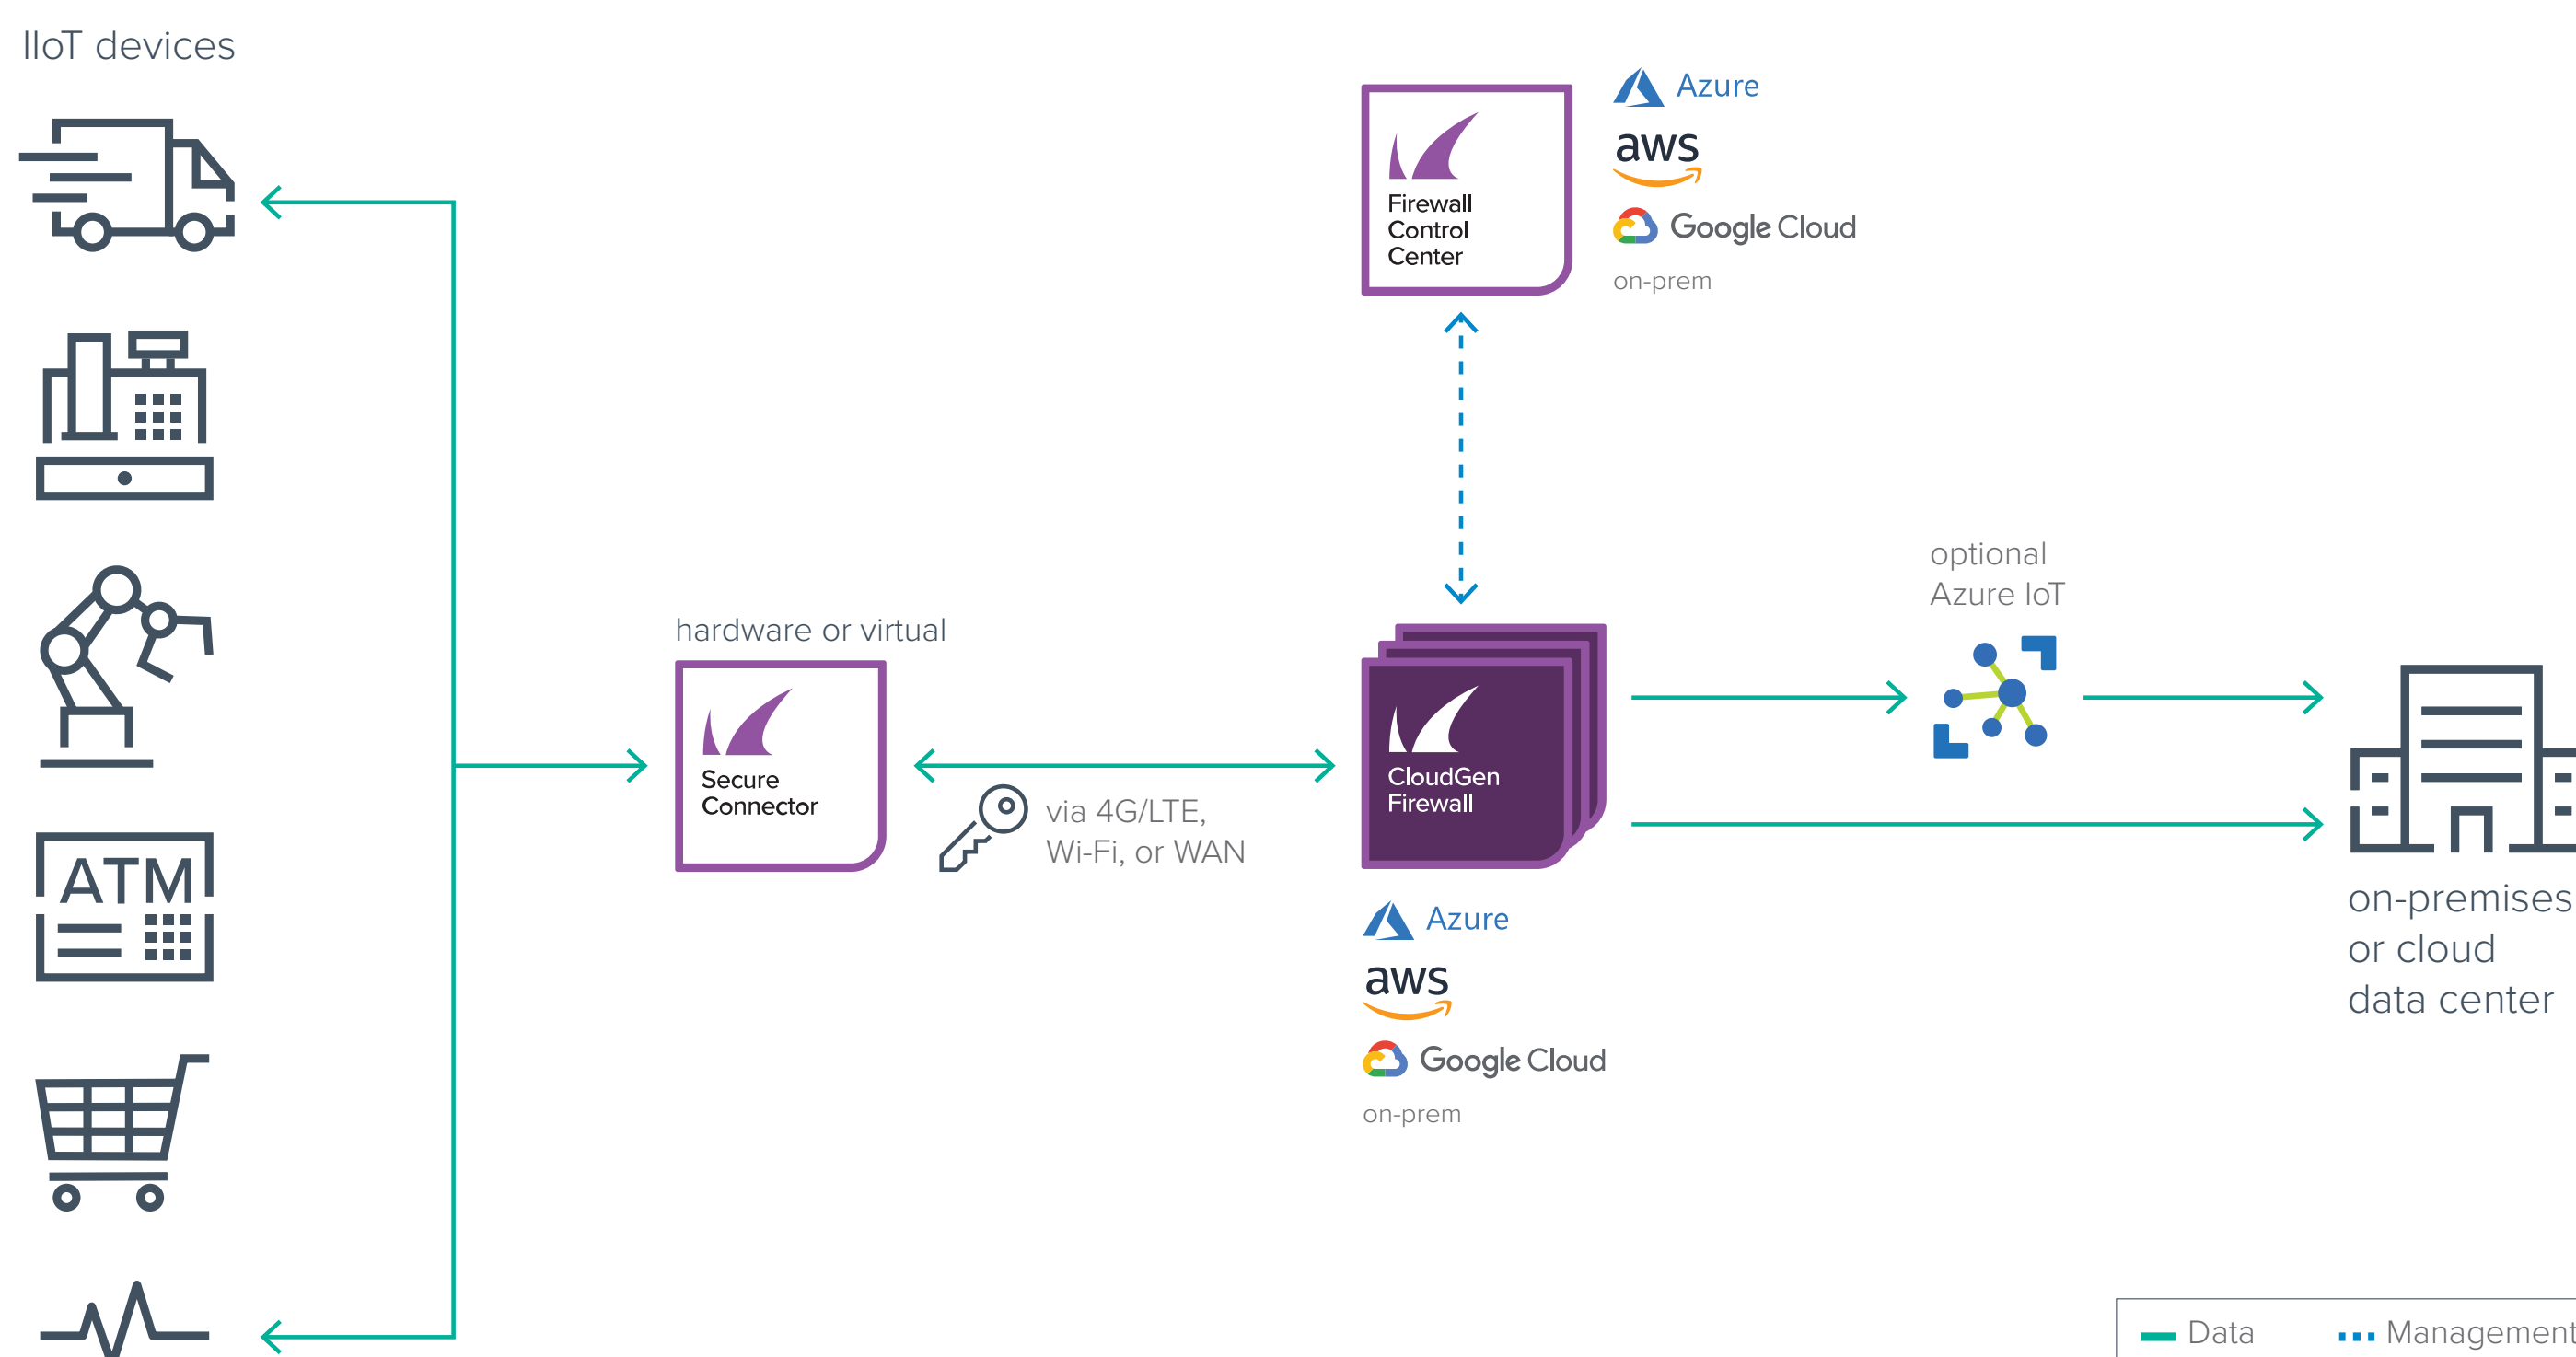 IIoT devices
Azure
aws
Google Cloud
on-prem
Firewall
Control
Center
optional
Azure IoT
hardware or virtual
Secure
Connector
via 4G/LTE,
Wi-Fi, or WAN
CloudGen
Firewall
ATM
Azure
aws
Google Cloud
on-prem
on-premises
or cloud
data center
Data
Management